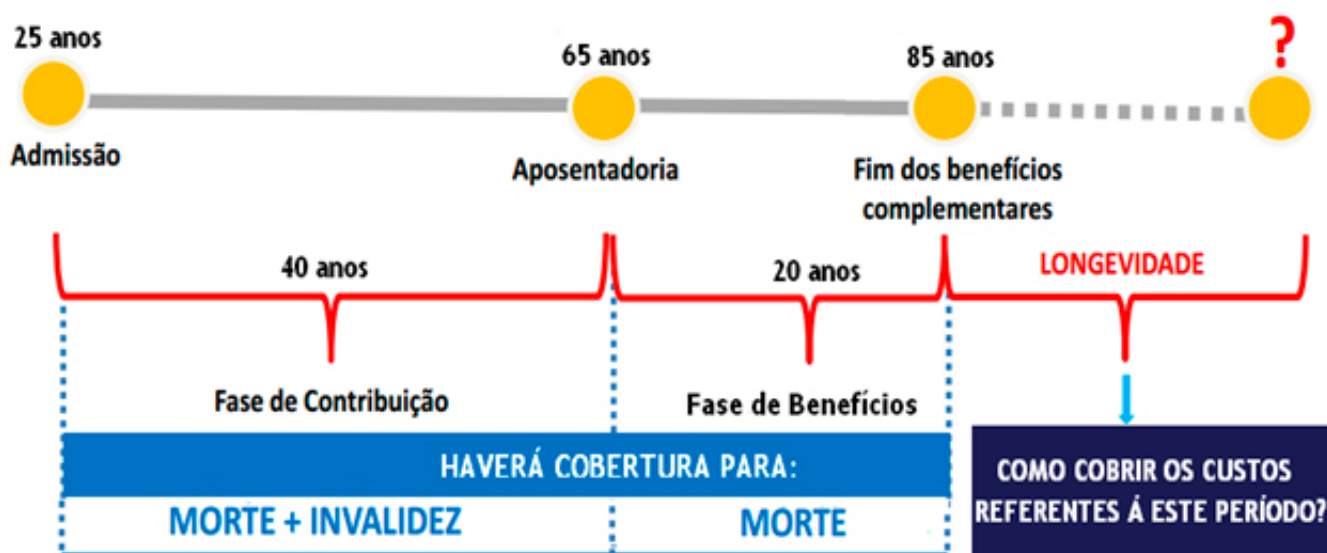 25 anos
65 anos
85 anos
?
Admissão
Aposentadoria
Fim dos benefícios
complementares
40 anos
20 anos
LONGEVIDADE
Fase de Contribuição
Fase de Benefícios
HAVERÁ COBERTURA PARA:
MORTE + INVALIDEZ
MORTE
COMO COBRIR OS CUSTOS
REFERENTES Á ESTE PERÍODO?